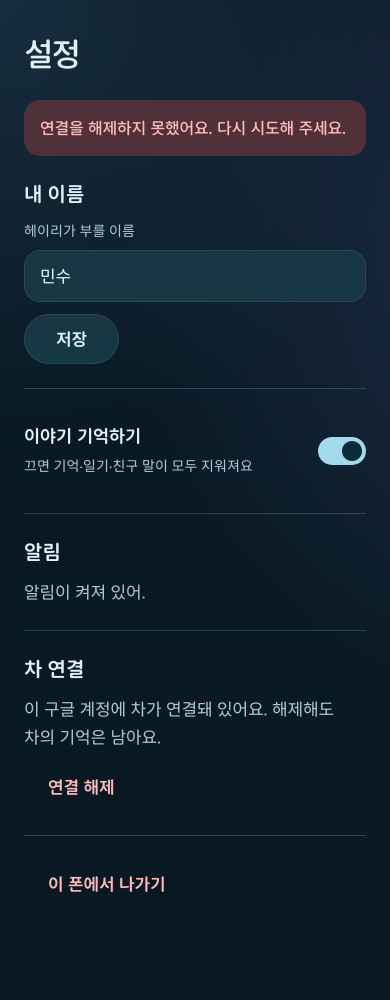 설정
연결을 해제하지 못했어요. 다시 시도해 주세요.
내 이름
헤이리가 부를 이름
민수
저장
이야기 기억하기
끄면 기억·일기·친구 말이 모두 지워져요
알림
알림이 켜져 있어.
차 연결
이 구글 계정에 차가 연결돼 있어요. 해제해도
차의 기억은 남아요.
연결 해제
이 폰에서 나가기